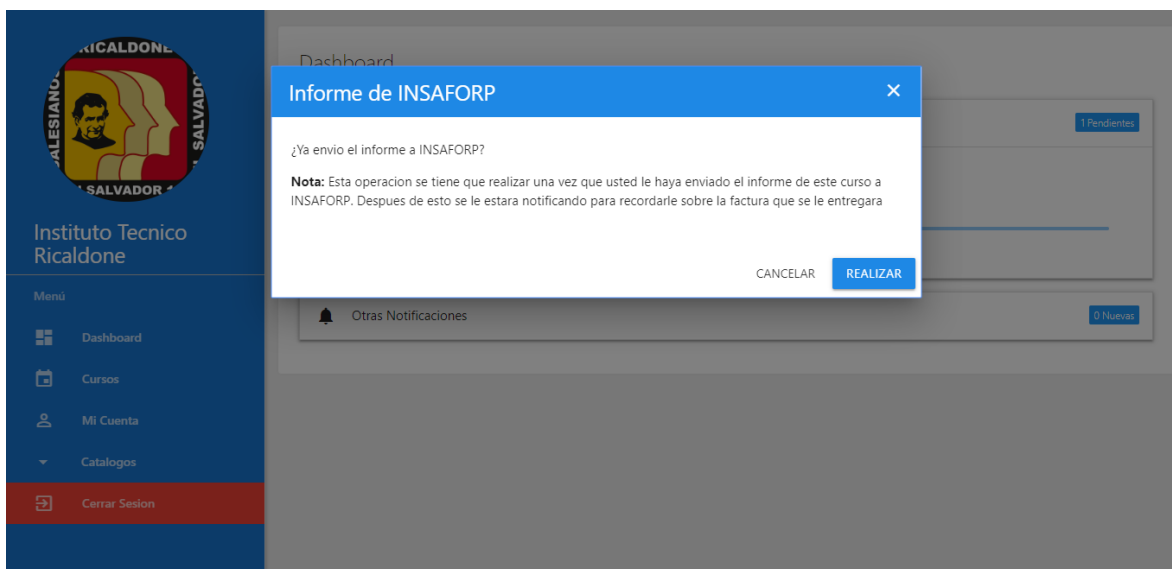 RICALDONE
SALESIANO
SALVADOR
SALVADOR
Instituto Tecnico
Ricaldone
Menú
Dashboard
Cursos
Mi Cuenta
Catalogos
Cerrar Sesion
Dashboard
1 Pendientes
Informe de INSAFORP
¿Ya envio el informe a INSAFORP?
Nota: Esta operacion se tiene que realizar una vez que usted le haya enviado el informe de este curso a
INSAFORP. Despues de esto se le estara notificando para recordarle sobre la factura que se le entregara
CANCELAR REALIZAR
Otras Notificaciones
0 Nuevas